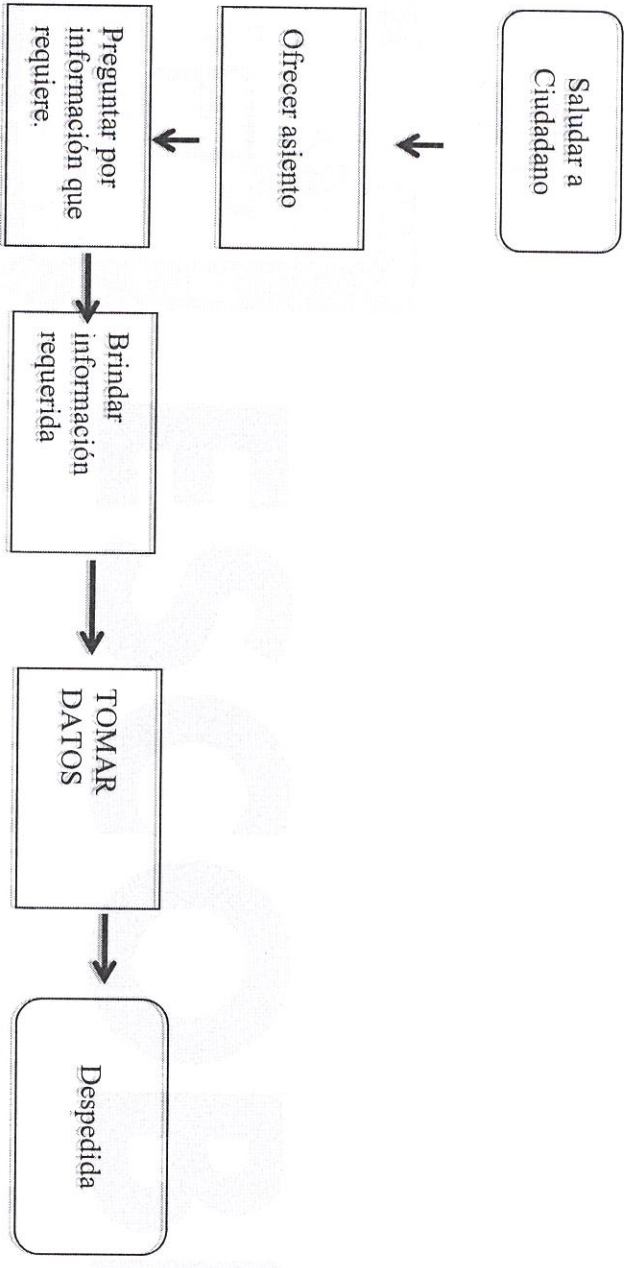 Saludar a
Ciudadano
Ofrecer asiento
Preguntar por
información que
requiere.
Brindar
información
requerida
TOMAR
DATOS
Despedida